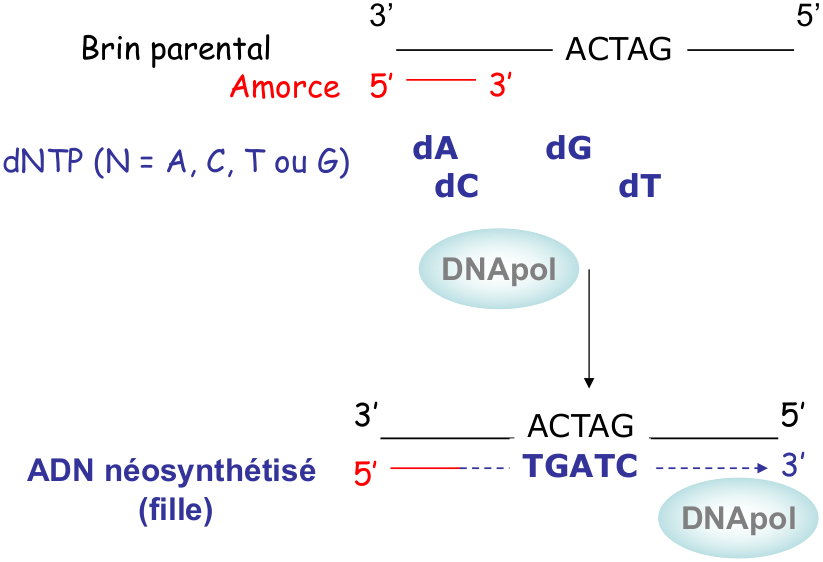 3’ 5’
Brin parental ACTAG
Amorce 5’ 3’
dNTP (N = A, C, T ou G) dA dG
dC dT
DNApol
3’ ACTAG 5’
ADN néosynthétisé 5’ TGATC 3’
(fille)
DNApol